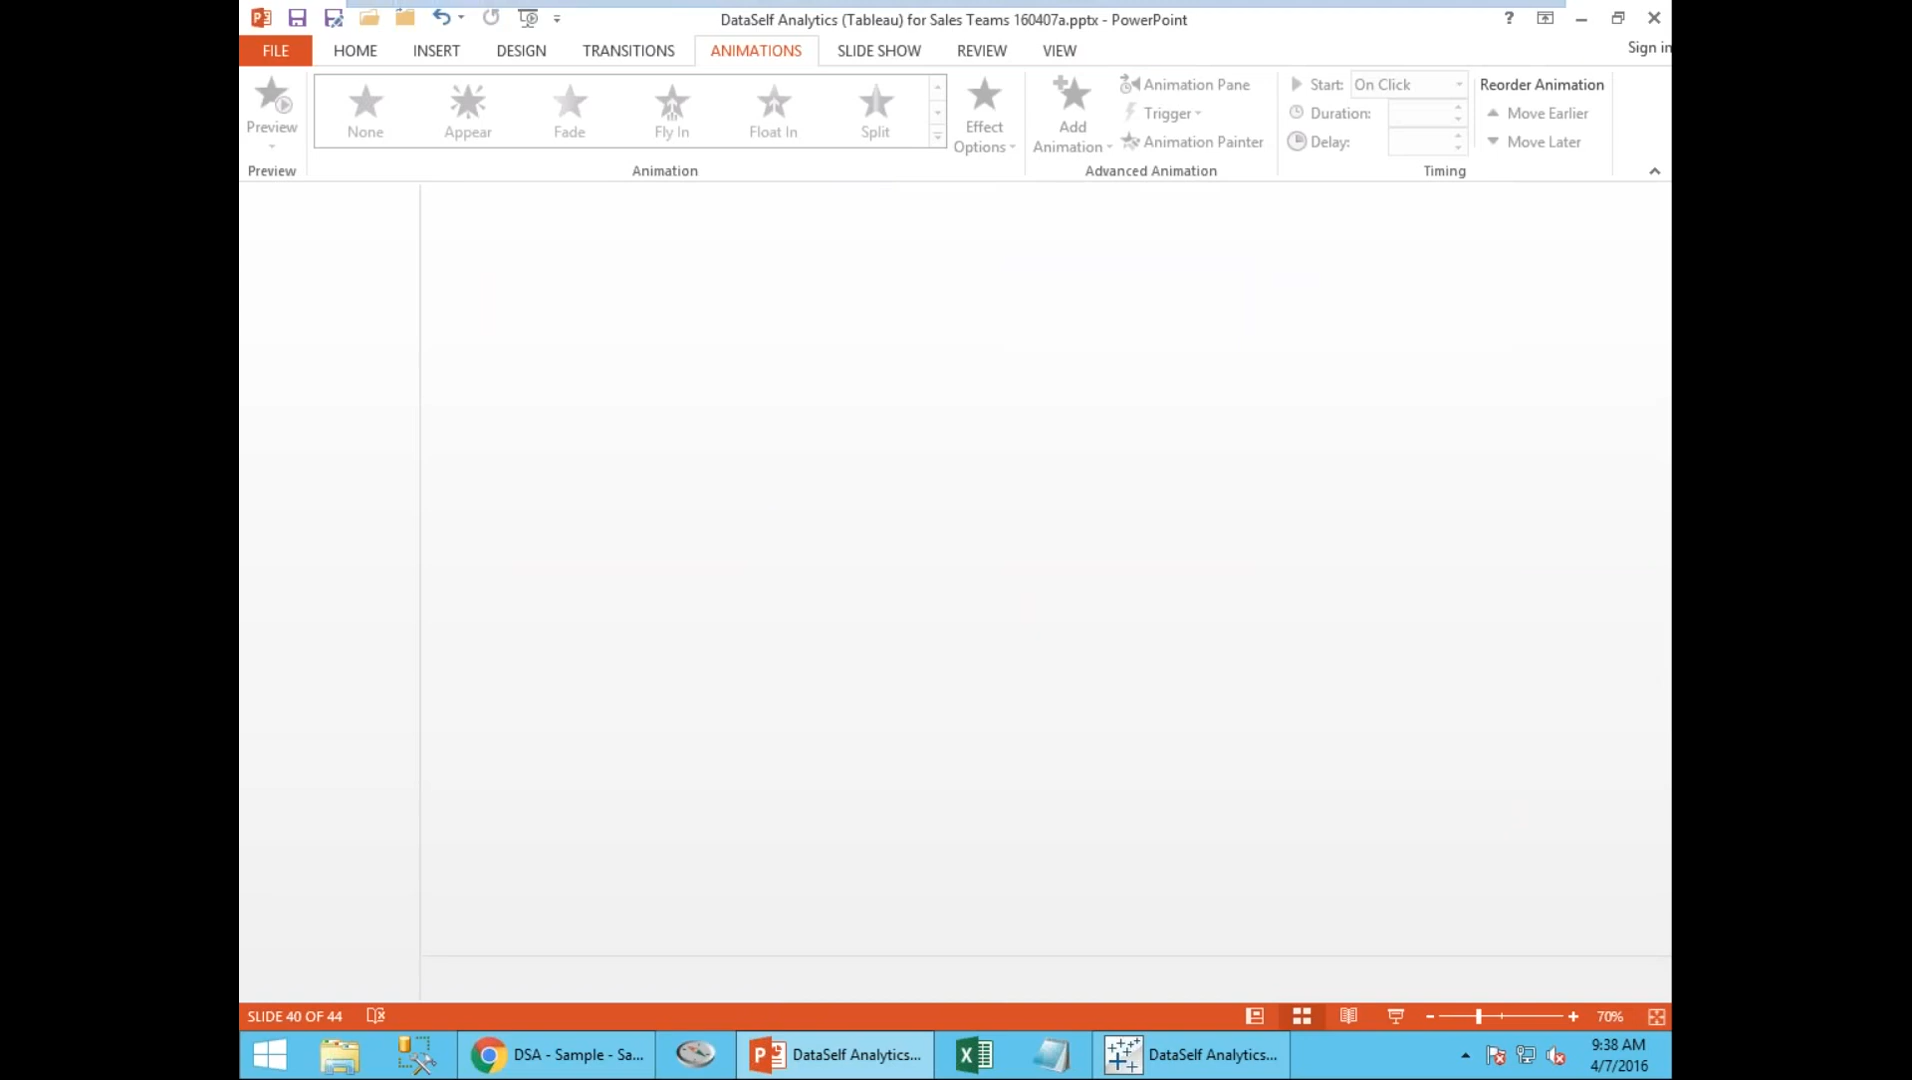 DataSelf Analytics (Tableau) for Sales Teams 160407a.pptx - PowerPoint
?
FILE
HOME
INSERT
DESIGN
TRANSITIONS
ANIMATIONS
SLIDE SHOW
REVIEW
VIEW
Sign in
Preview
None
Appear
Fade
Fly In
Float In
Split
Effect
Options
Add
Animation
Animation Pane
Trigger
Animation Painter
Start: On Click
Duration:
Delay:
Reorder Animation
Move Earlier
Move Later
Preview
Animation
Advanced Animation
Timing
SLIDE 40 OF 44
70%
DSA - Sample - Sa...
DataSelf Analytics...
DataSelf Analytics...
9:38 AM
4/7/2016